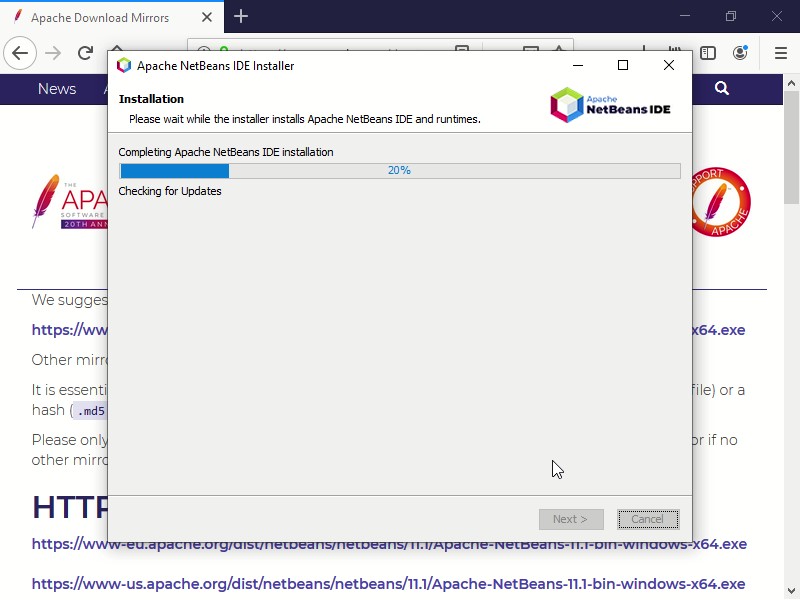 Apache Download Mirrors
Apache NetBeans IDE Installer
News
Installation
Please wait while the installer installs Apache NetBeans IDE and runtimes.
Apache
NetBeans IDE
Completing Apache NetBeans IDE installation
20%
Checking for Updates
THE
APA
SOFTWARE
20TH ANN
SUPPORT
APACHE
We sugges
https://ww
x64.exe
Other mirro
It is essenti
file) or a
hash (.md5
Please only
or if no
other mirro
Next >
Cancel
HTTP
https://www-eu.apache.org/dist/netbeans/netbeans/11.1/Apache-NetBeans-11.1-bin-windows-x64.exe
https://www-us.apache.org/dist/netbeans/netbeans/11.1/Apache-NetBeans-11.1-bin-windows-x64.exe